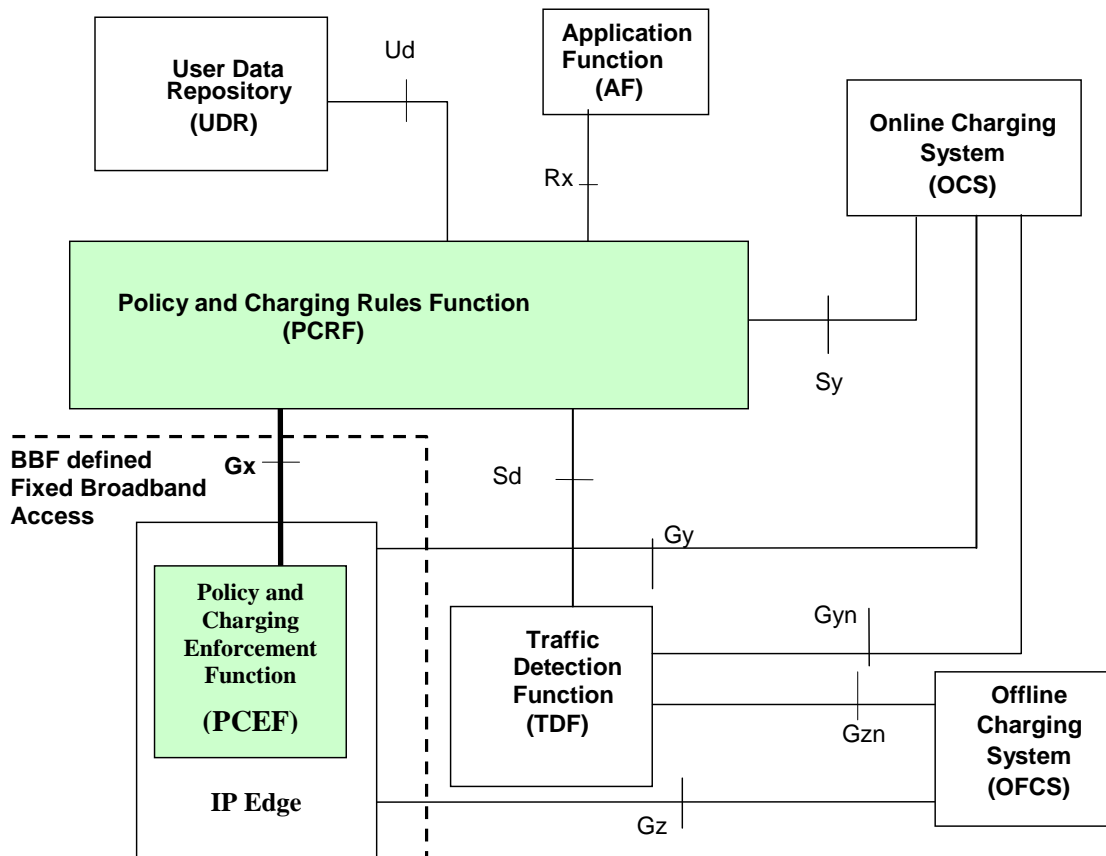 User Data
Repository
(UDR)
Ud
Application
Function
(AF)
Rx
Online Charging
System
(OCS)
Policy and Charging Rules Function
(PCRF)
Sy
BBF defined
Fixed Broadband
Access
Gx
Sd
Gy
Policy and
Charging
Enforcement
Function
(PCEF)
IP Edge
Traffic
Detection
Function
(TDF)
Gyn
Gzn
Offline
Charging
System
(OFCS)
Gz